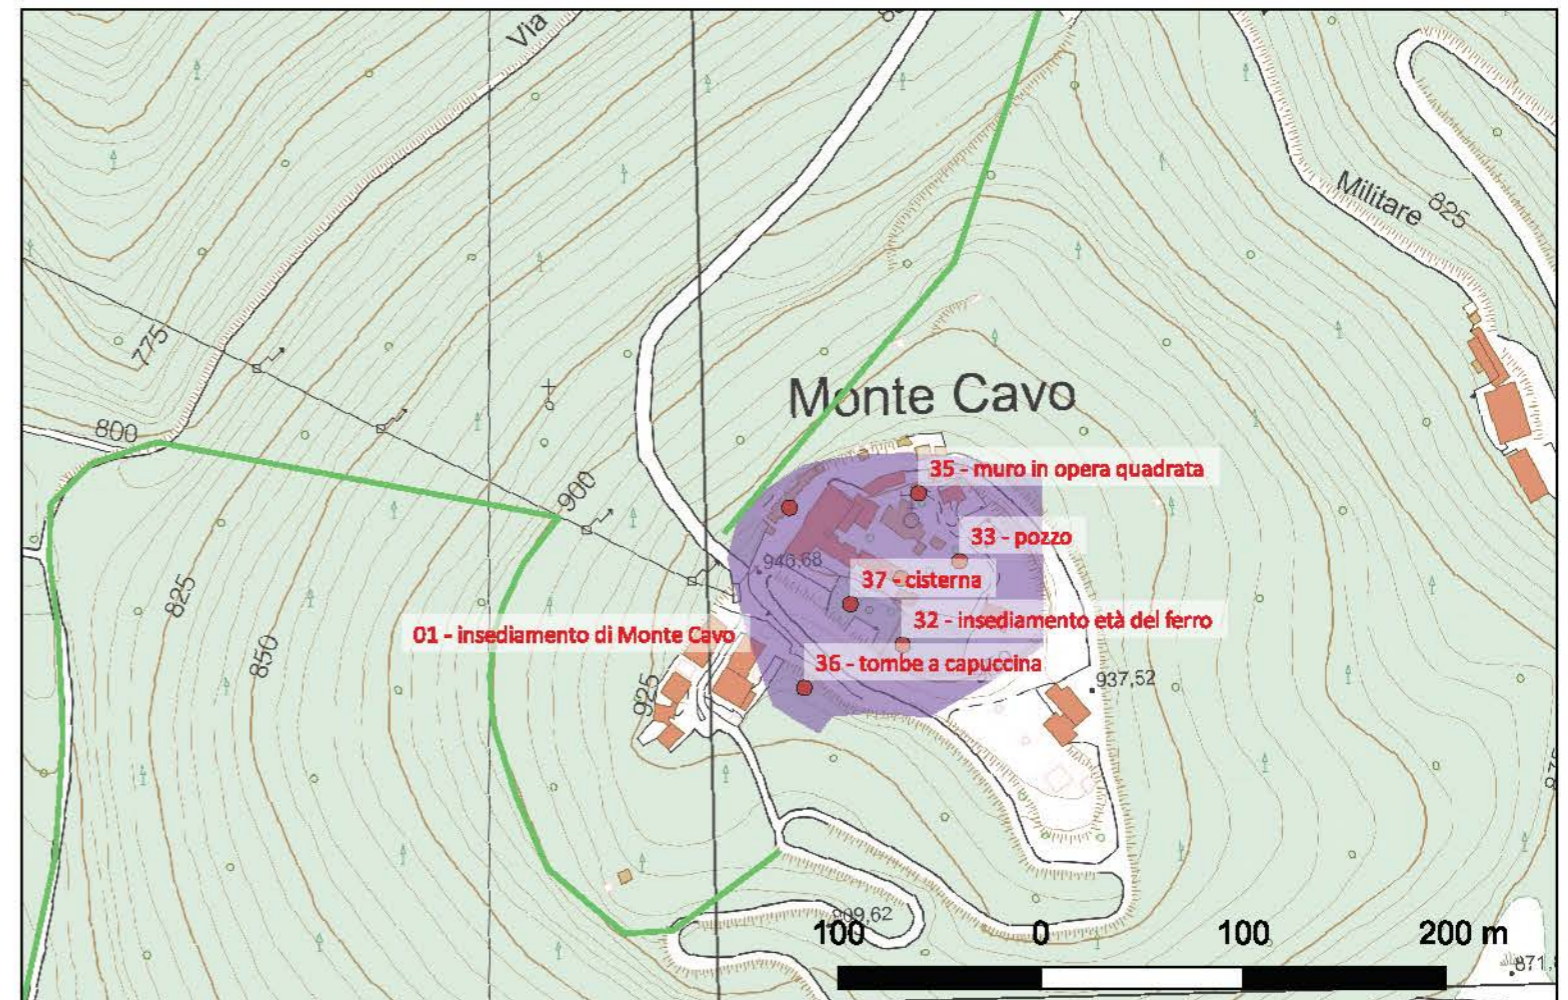 Via
Militare
825
775
800
900
Monte Cavo
35 - muro in opera quadrata
33 - pozzo
946,68
37 - cisterna
32 - insediamento età del ferro
01 - insediamento di Monte Cavo
36 - tombe a capuccina
825
850
925
937,52
909,62
100 0 100 200 m